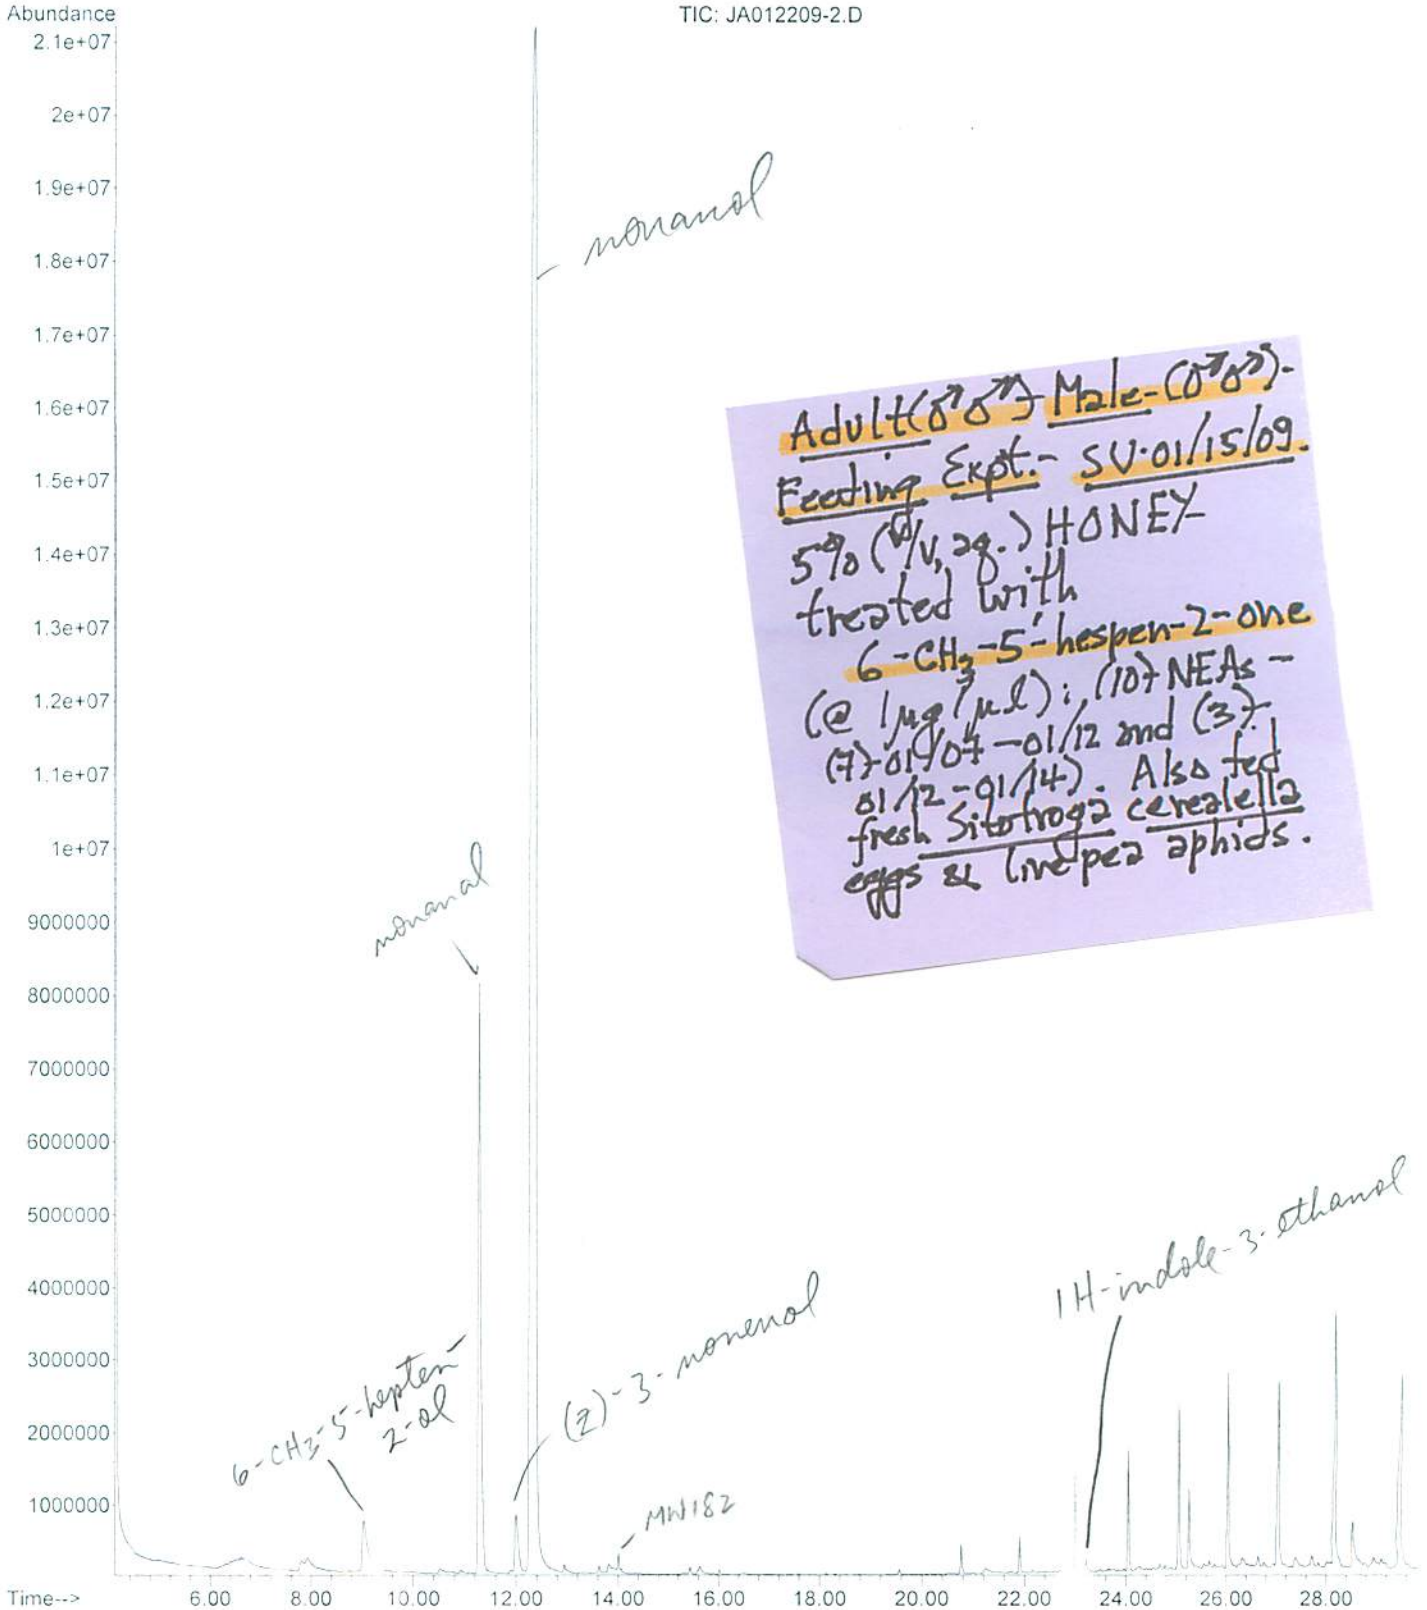 Abundance
TIC: JA012209-2.D
2.1e+07
2e+07
1.9e+07
1.8e+07
1.7e+07
1.6e+07
1.5e+07
1.4e+07
1.3e+07
1.2e+07
1.1e+07
1e+07
9000000
8000000
7000000
6000000
5000000
4000000
3000000
2000000
1000000
Time-->
6.00 8.00 10.00 12.00 14.00 16.00 18.00 20.00 22.00 24.00 26.00 28.00
nonanol
Adult(♂♂)-Male-(♂♂)-
Feeding Expt.- SV.01/15/09.
5% (w/v, aq.) HONEY
treated with
6-CH3-5-hespen-2-one
(@ 1µg/µl); (10) NEAs -
(7)-01/07-01/12 and (3)-
01/12-01/14). Also fed
fresh Sitotroga cerealella
eggs & live pea aphids.
nonanal
6-CH3-5-hepten-
2-ol
(Z)-3-nonenol
MW182
1H-indole-3-ethanol